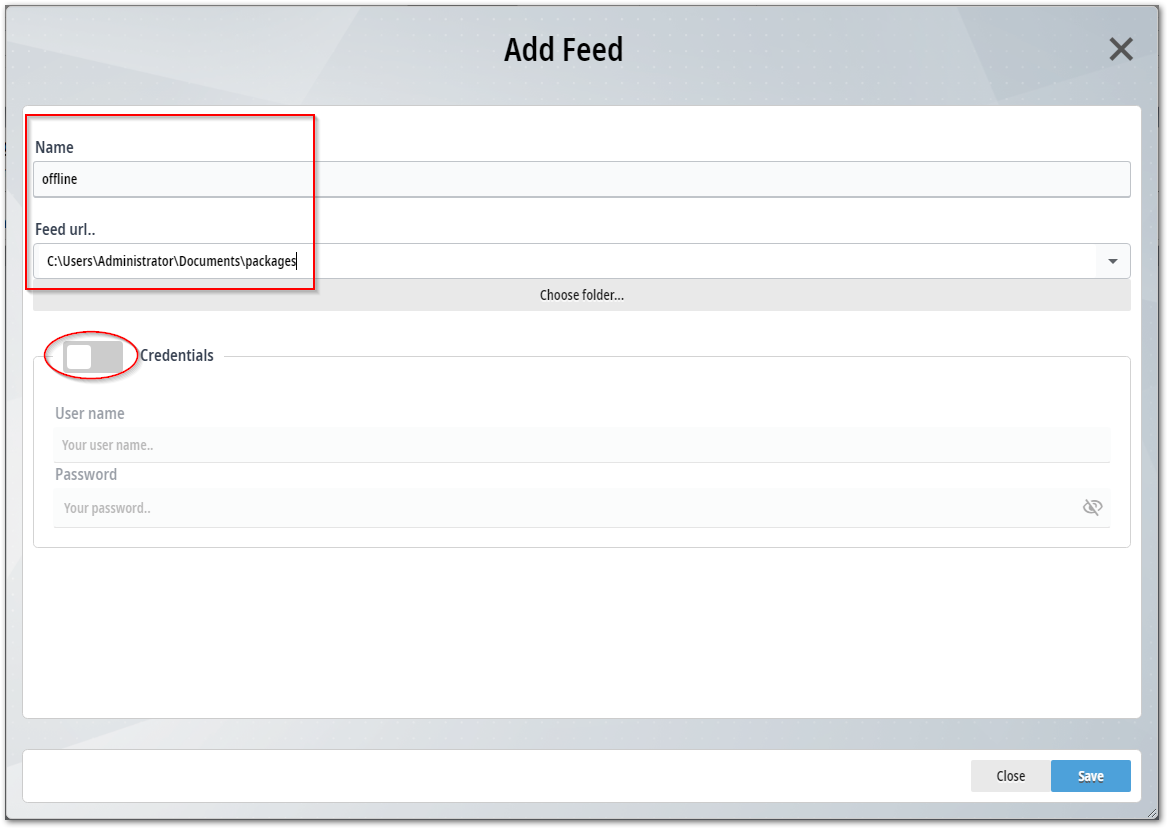 Add Feed
Name
offline
Feed url..
C:\Users\Administrator\Documents\packages
Choose folder...
Credentials
User name
Your user name..
Password
Your password..
Close
Save